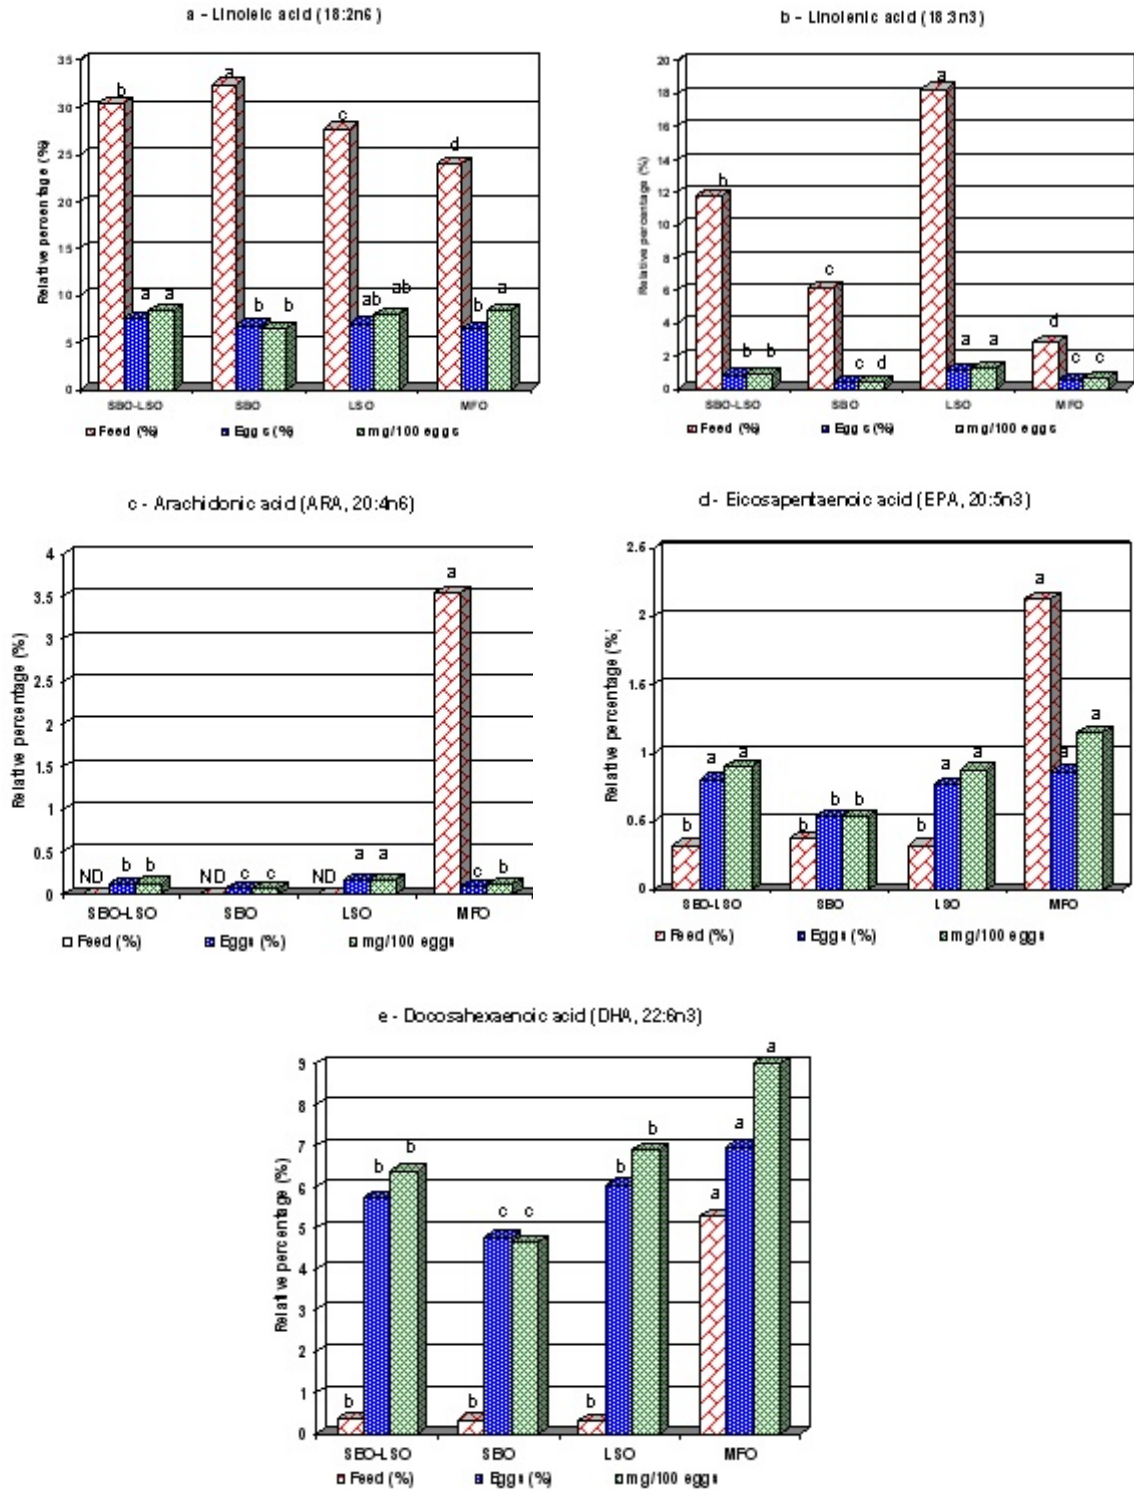 a - Linoleic acid (18:2n6)
b - Linolenic acid (18:3n3)
Relative percentage (%)
35
30
25
20
15
10
5
0
b
a
c
d
a a
b b
ab ab
b a
SBO-LSO SBO LSO MFO
Feed (%) Eggs (%) mg/100 eggs
Relative percentage (%)
20
18
16
14
12
10
8
6
4
2
0
b
c
a
d
b b
c d
a a
c c
SBO-LSO SBO LSO MFO
Feed (%) Eggs (%) mg/100 eggs
c - Arachidonic acid (ARA, 20:4n6)
d - Eicosapentaenoic acid (EPA, 20:5n3)
Relative percentage (%)
4
3.5
3
2.5
2
1.5
1
0.5
0
a
ND b b
ND c c
ND a a
c b
SBO-LSO SBO LSO MFO
Feed (%) Eggs (%) mg/100 eggs
Relative percentage (%)
2.6
2
1.6
1
0.6
0
b a a
b b b
b a a
a a a
SBO-LSO SBO LSO MFO
Feed (%) Eggs (%) mg/100 eggs
e - Docosahexaenoic acid (DHA, 22:6n3)
Relative percentage (%)
9
8
7
6
5
4
3
2
1
0
b b b
b c c
b b b
a a a
SBO-LSO SBO LSO MFO
Feed (%) Eggs (%) mg/100 eggs